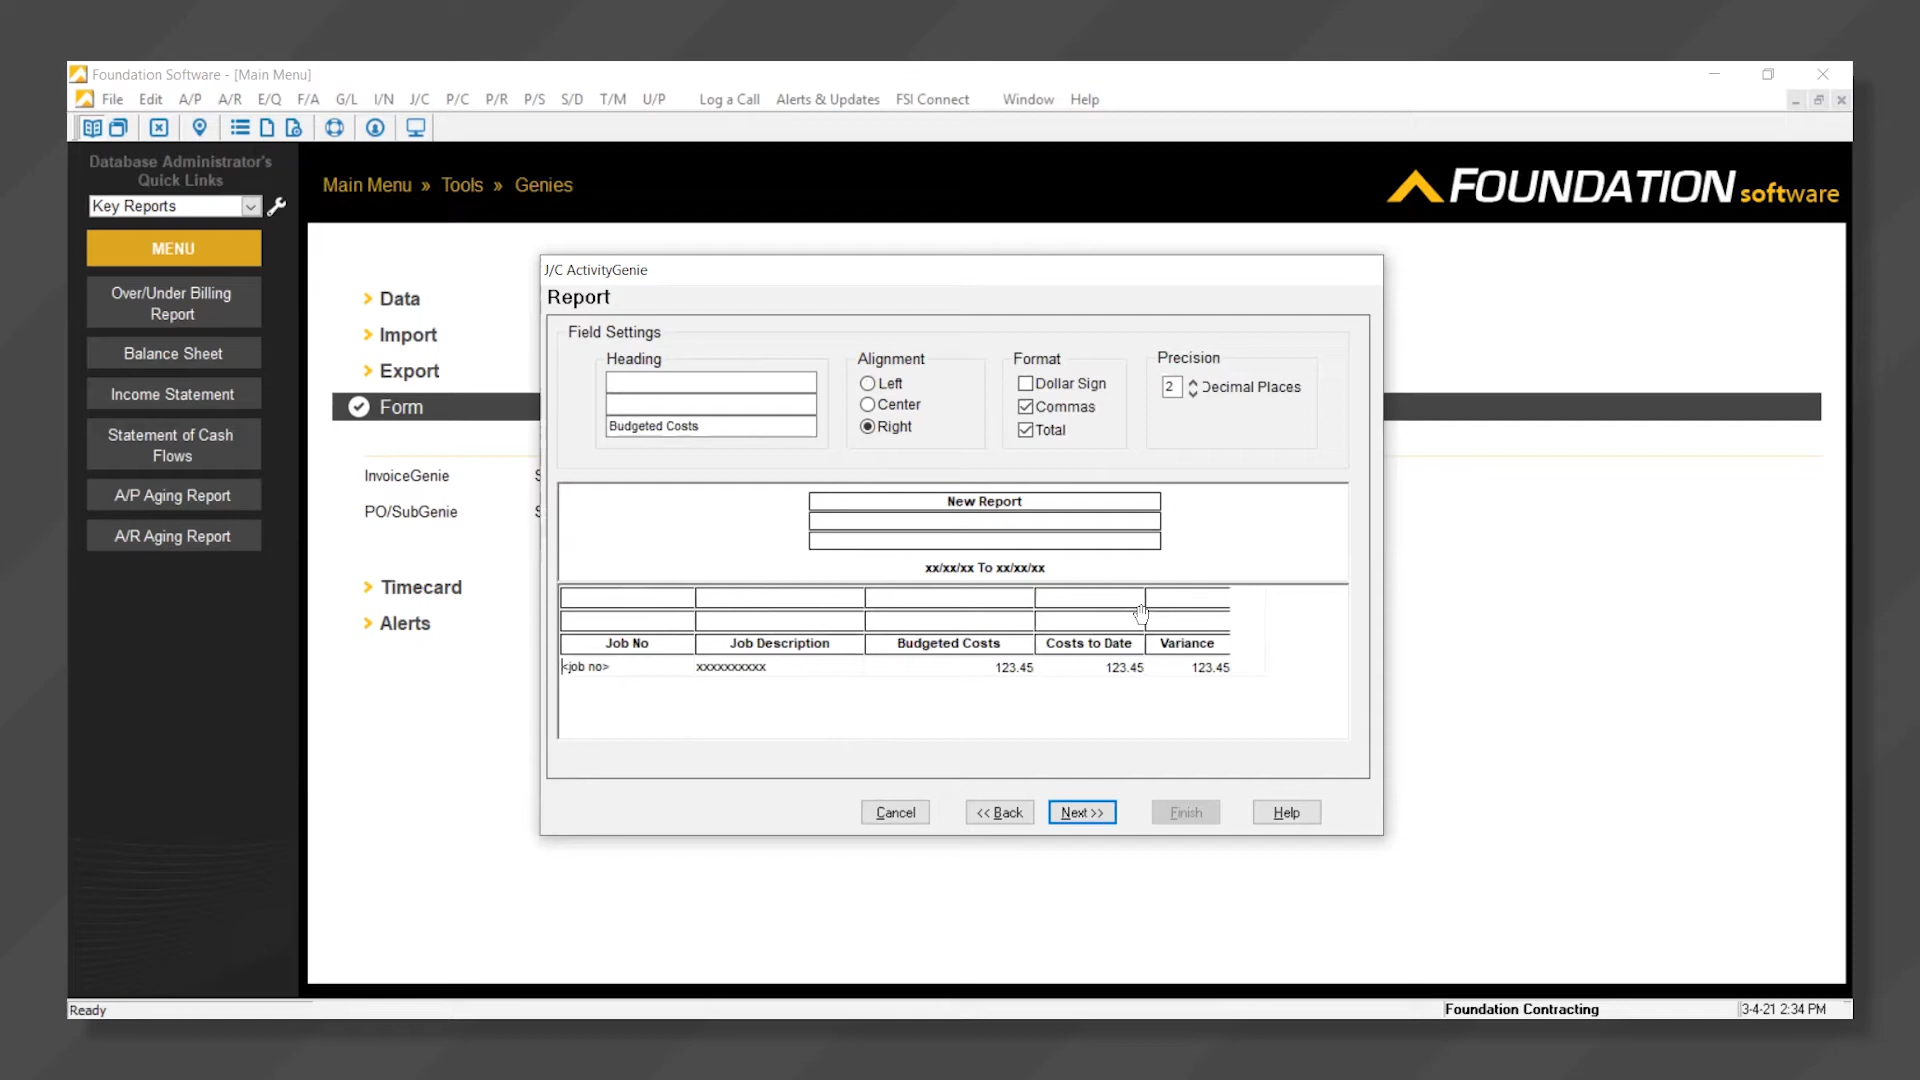 Foundation Software - [Main Menu]
File Edit A/P A/R E/Q F/A G/L I/N J/C P/C P/R P/S S/D T/M U/P Log a Call Alerts & Updates FSI Connect Window Help
Database Administrator's
Quick Links
Key Reports
MENU
Over/Under Billing
Report
Balance Sheet
Income Statement
Statement of Cash
Flows
A/P Aging Report
A/R Aging Report
Main Menu » Tools » Genies
FOUNDATION software
Data
Import
Export
Form
InvoiceGenie S
PO/SubGenie S
Timecard
Alerts
J/C ActivityGenie
Report
Field Settings
Heading
Budgeted Costs
Alignment
Left
Center
Right
Format
Dollar Sign
Commas
Total
Precision
2 Decimal Places
New Report
xx/xx/xx To xx/xx/xx
Job No Job Description Budgeted Costs Costs to Date Variance
<job no> xxxxxxxxxx 123.45 123.45 123.45
Cancel << Back Next >> Finish Help
Ready Foundation Contracting 3-4-21 2:34 PM